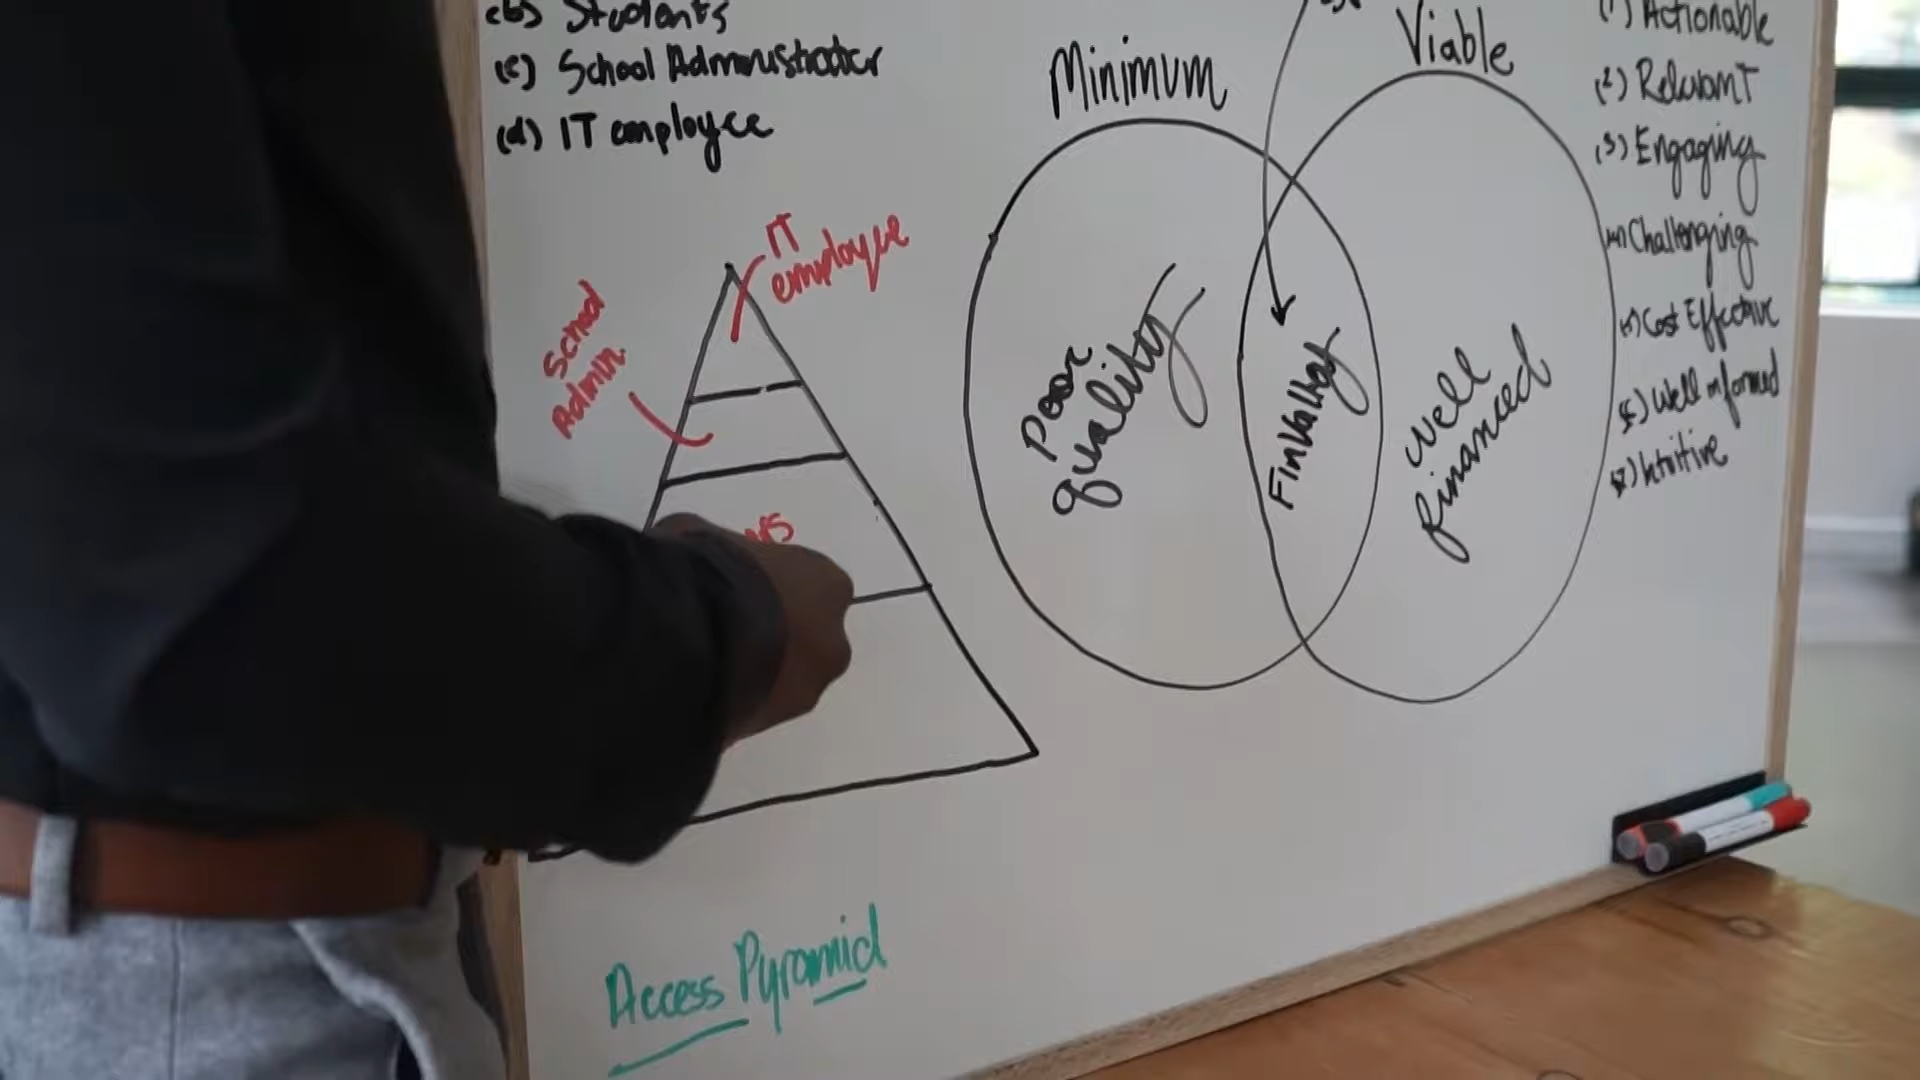 (b) Students
(c) School Administrator
(d) IT employee
IT
employee
School
Admin.
Access Pyramid
Minimum
Viable
Poor
quality
FinVallty
Well
financed
(1) Actionable
(2) Relevant
(3) Engaging
(4) Challenging
(5) Cost Effective
(6) Well informed
(7) Intuitive